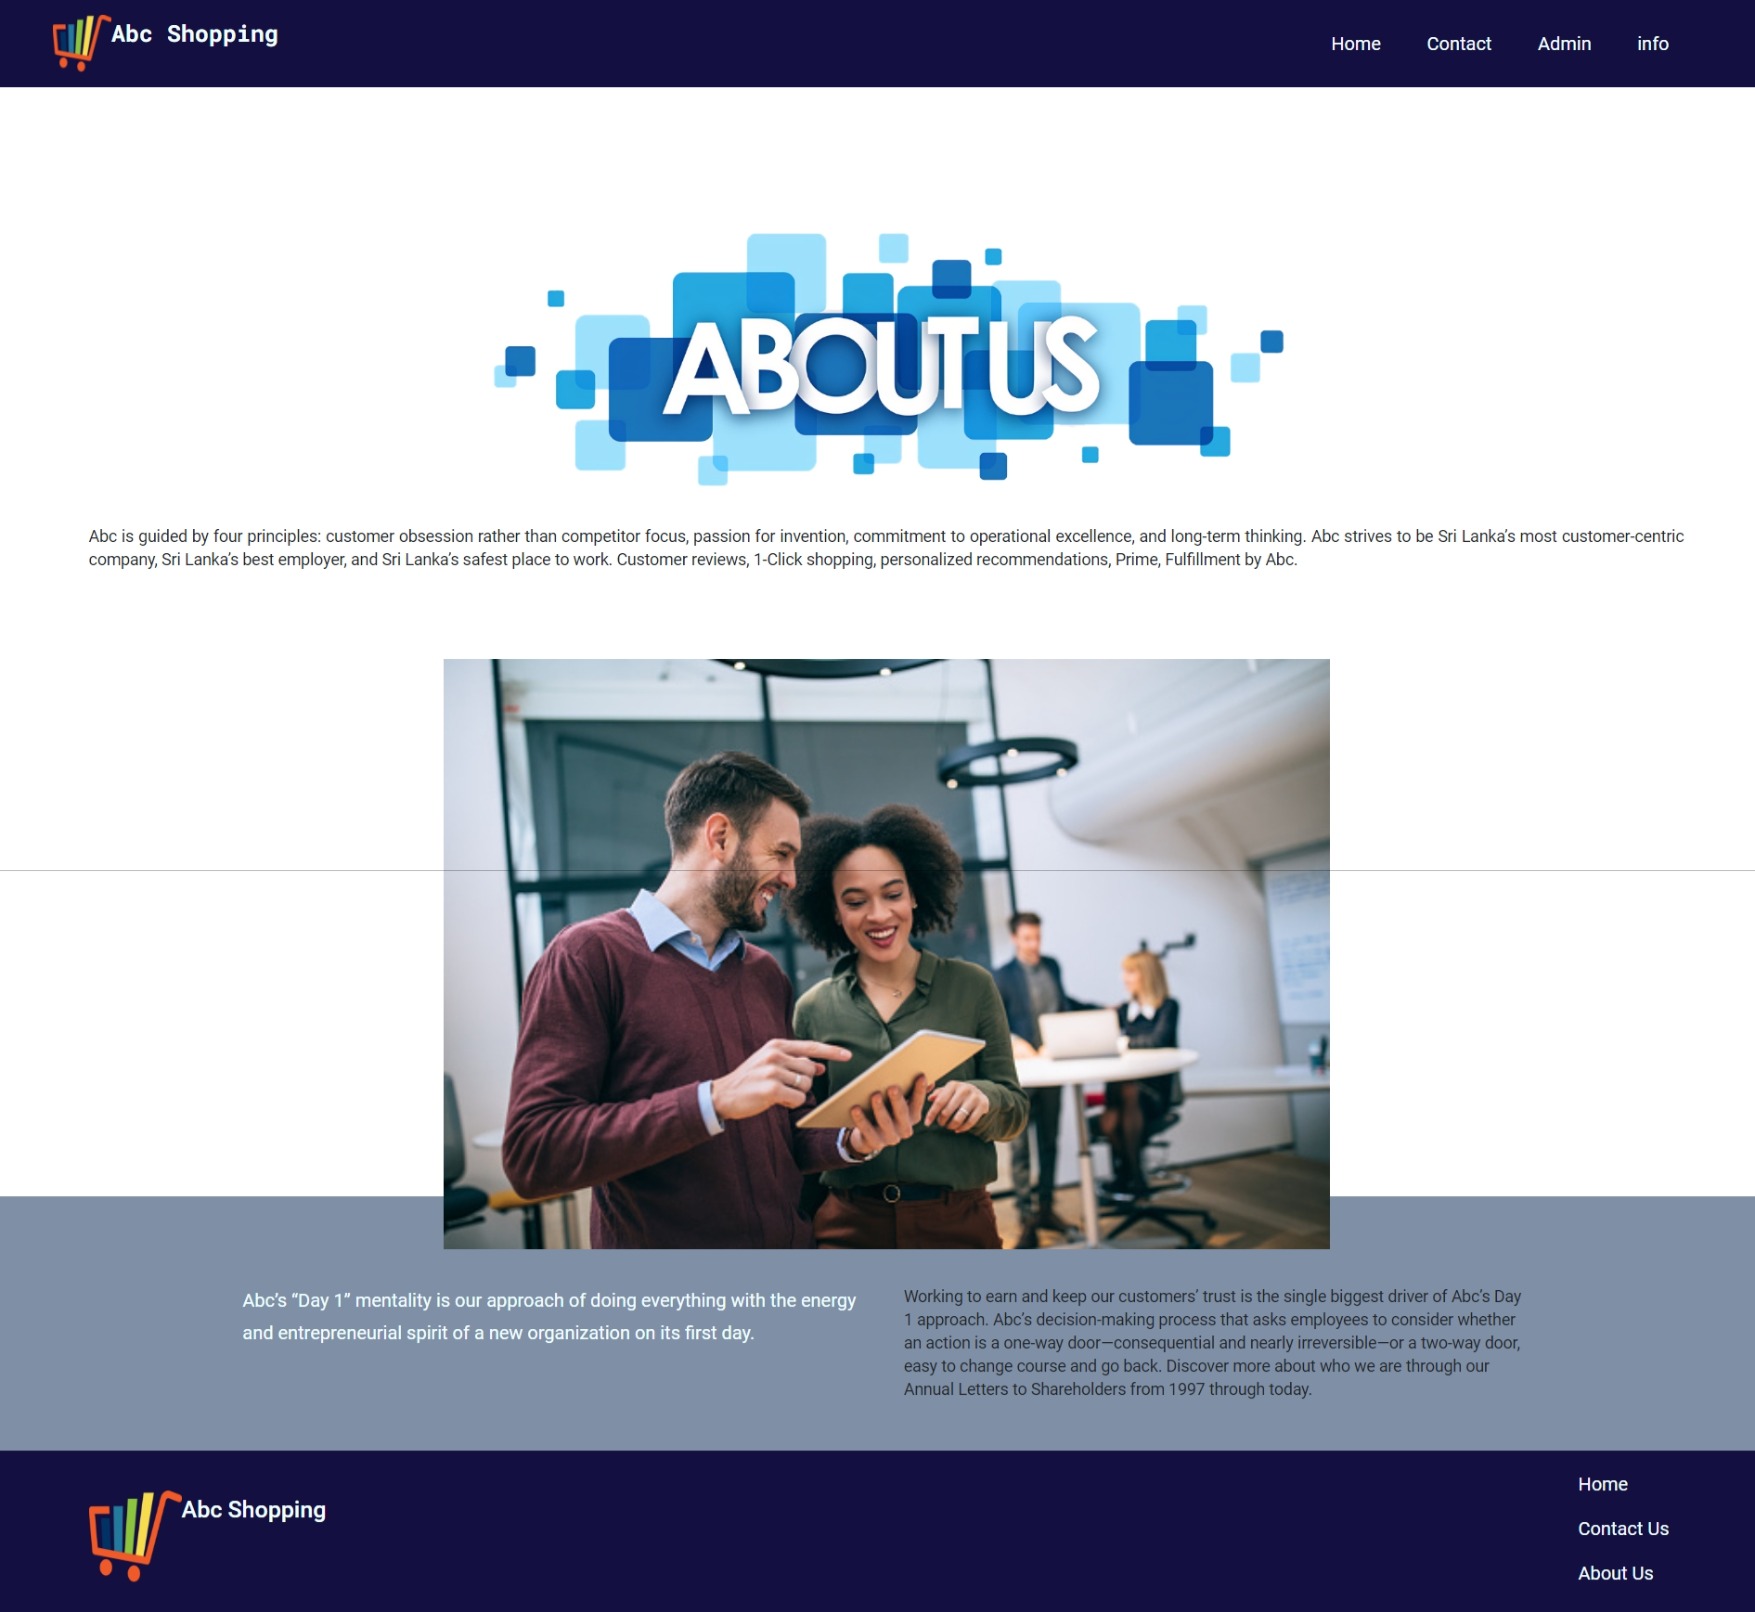 Abc Shopping
Home Contact Admin info
ABOUT US
Abc is guided by four principles: customer obsession rather than competitor focus, passion for invention, commitment to operational excellence, and long-term thinking. Abc strives to be Sri Lanka’s most customer-centric
company, Sri Lanka’s best employer, and Sri Lanka’s safest place to work. Customer reviews, 1-Click shopping, personalized recommendations, Prime, Fulfillment by Abc.
Abc’s “Day 1” mentality is our approach of doing everything with the energy
and entrepreneurial spirit of a new organization on its first day.
Working to earn and keep our customers’ trust is the single biggest driver of Abc’s Day
1 approach. Abc’s decision-making process that asks employees to consider whether
an action is a one-way door—consequential and nearly irreversible—or a two-way door,
easy to change course and go back. Discover more about who we are through our
Annual Letters to Shareholders from 1997 through today.
Abc Shopping
Home
Contact Us
About Us